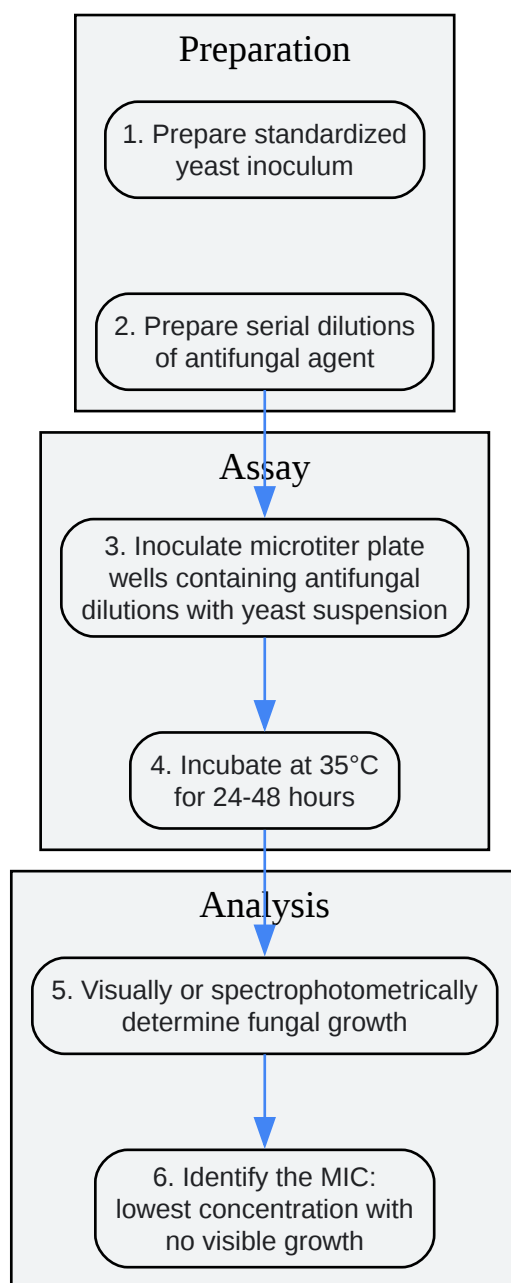 Preparation
1. Prepare standardized
yeast inoculum
2. Prepare serial dilutions
of antifungal agent
Assay
3. Inoculate microtiter plate
wells containing antifungal
dilutions with yeast suspension
4. Incubate at 35°C
for 24-48 hours
Analysis
5. Visually or spectrophotometrically
determine fungal growth
6. Identify the MIC:
lowest concentration with
no visible growth